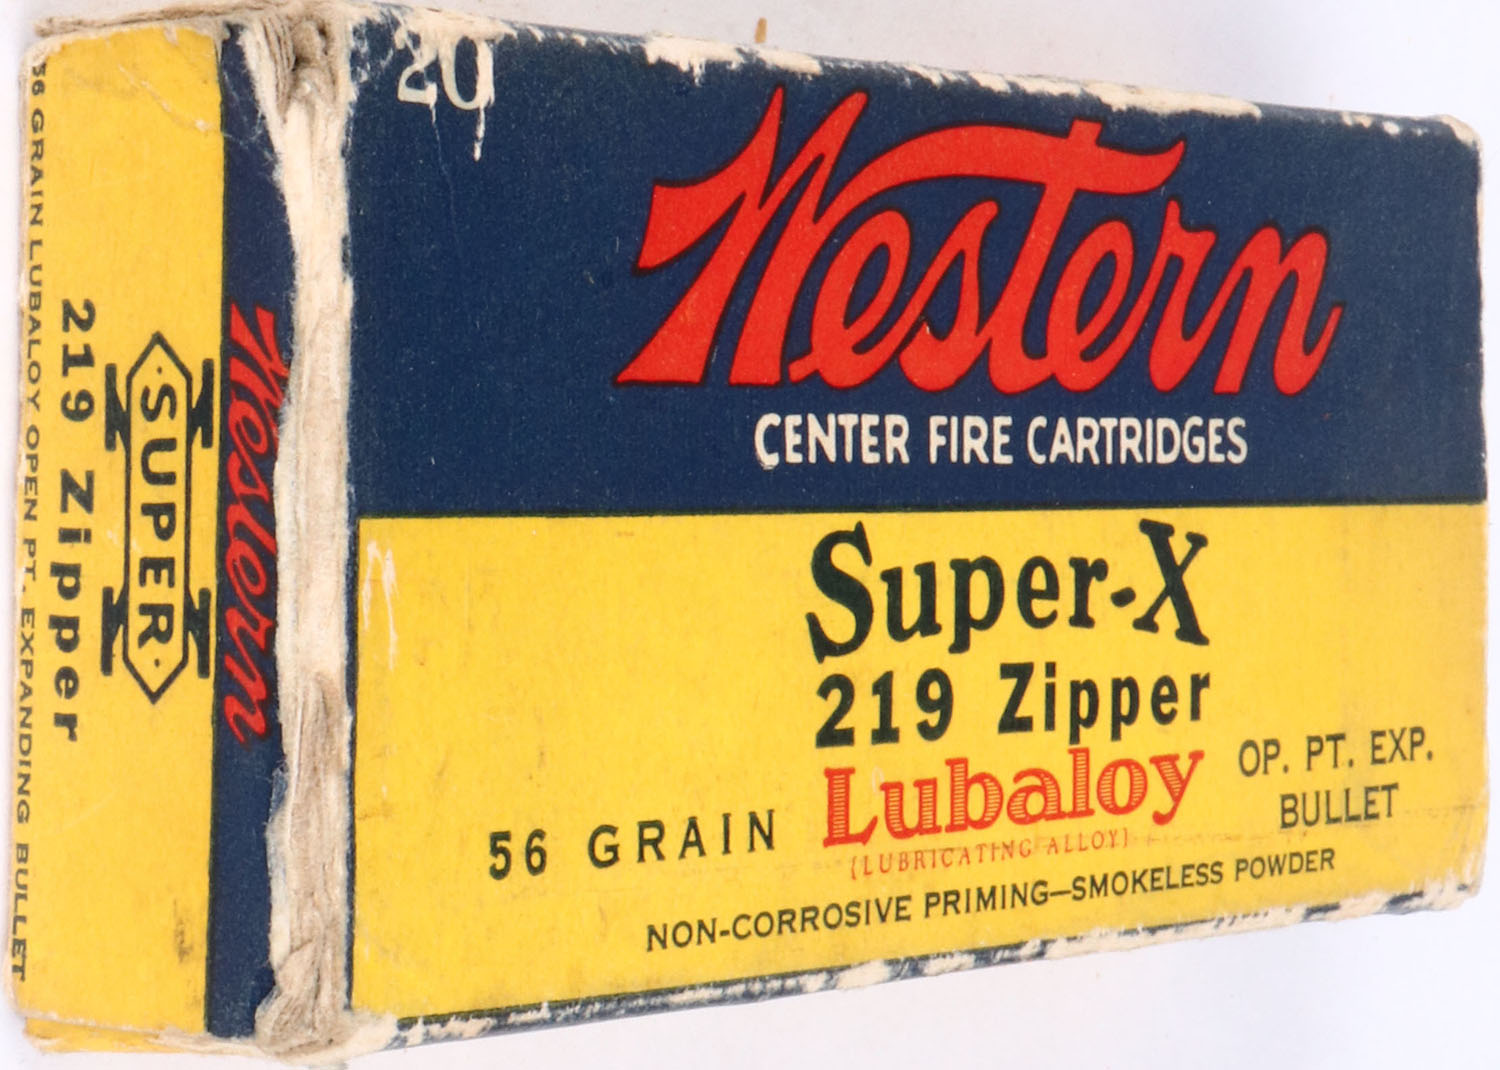 20
Western
CENTER FIRE CARTRIDGES
Super-X
219 Zipper
56 GRAIN Lubaloy OP. PT. EXP.
BULLET
(LUBRICATING ALLOY)
NON-CORROSIVE PRIMING—SMOKELESS POWDER
Western
·SUPER·
X
219 Zipper
56 GRAIN LUBALOY OPEN PT. EXPANDING BULLET